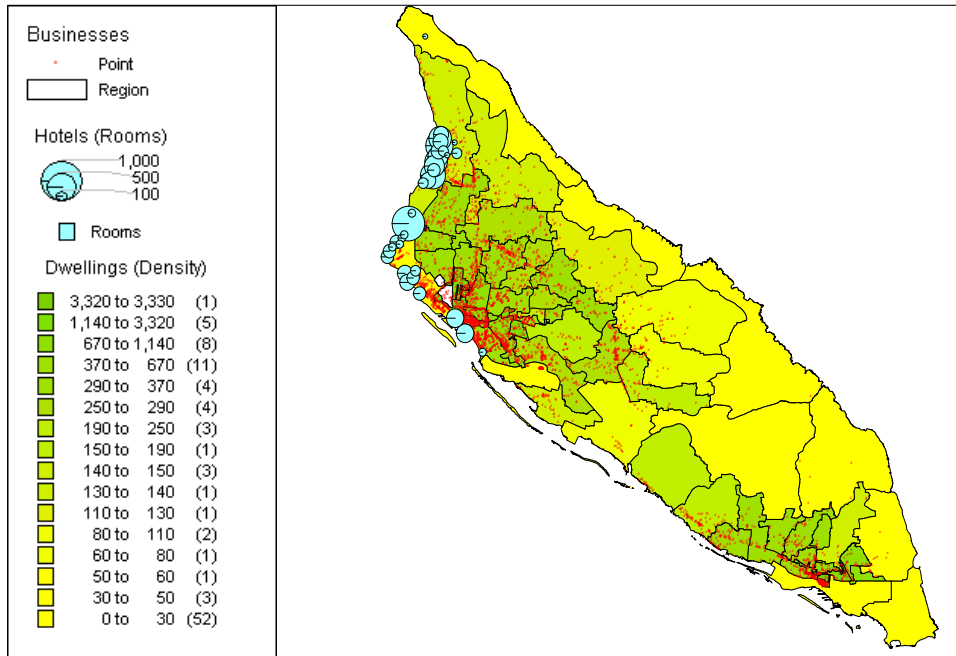 Businesses
Point
Region
Hotels (Rooms)
1,000
500
100
Rooms
Dwellings (Density)
3,320 to 3,330 (1)
1,140 to 3,320 (5)
670 to 1,140 (8)
370 to 670 (11)
290 to 370 (4)
250 to 290 (4)
190 to 250 (3)
150 to 190 (1)
140 to 150 (3)
130 to 140 (1)
110 to 130 (1)
80 to 110 (2)
60 to 80 (1)
50 to 60 (1)
30 to 50 (3)
0 to 30 (52)